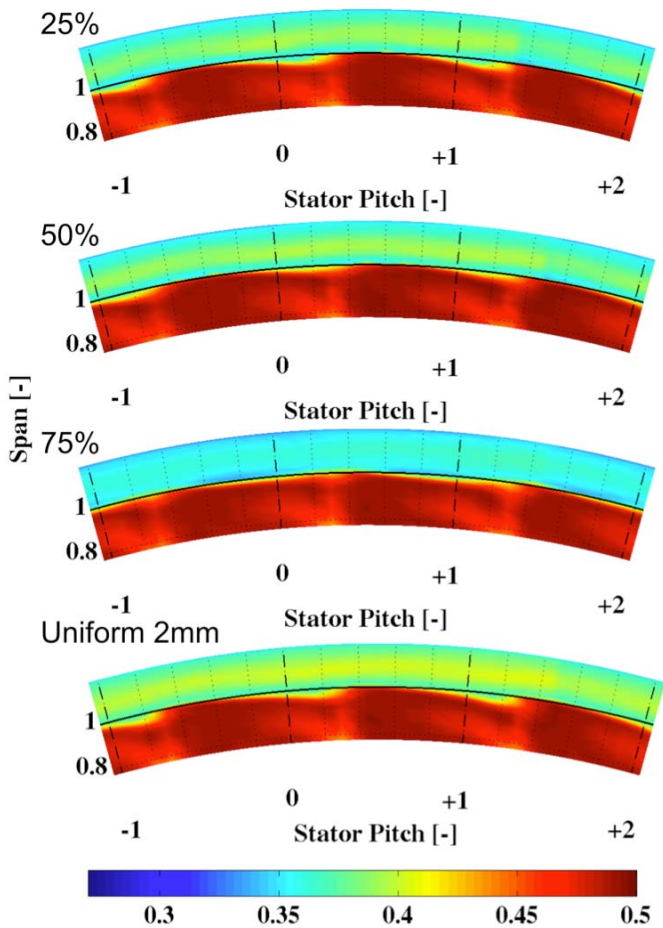 25%
1
0.8
-1 0 +1 +2
Stator Pitch [-]
50%
1
0.8
-1 0 +1 +2
Stator Pitch [-]
Span [-]
75%
1
0.8
-1 0 +1 +2
Stator Pitch [-]
Uniform 2mm
1
0.8
-1 0 +1 +2
Stator Pitch [-]
0.3 0.35 0.4 0.45 0.5